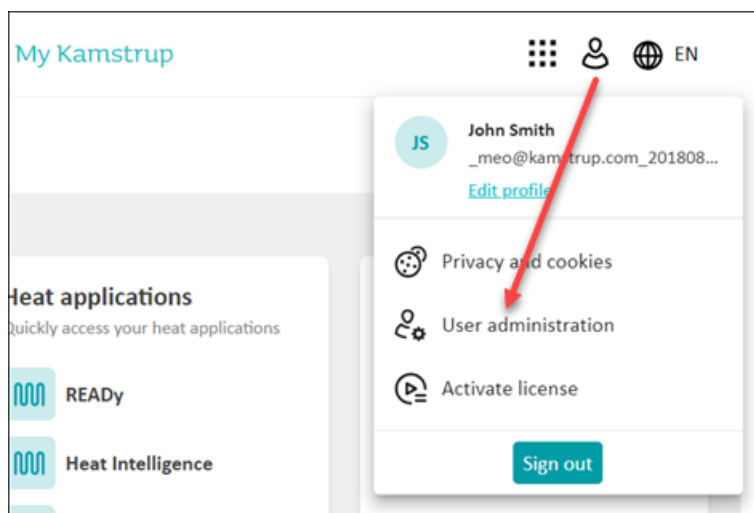 My Kamstrup
EN
JS
John Smith
_meo@kamstrup.com_201808...
Edit profile
Privacy and cookies
Heat applications
Quickly access your heat applications
User administration
READy
Activate license
Heat Intelligence
Sign out